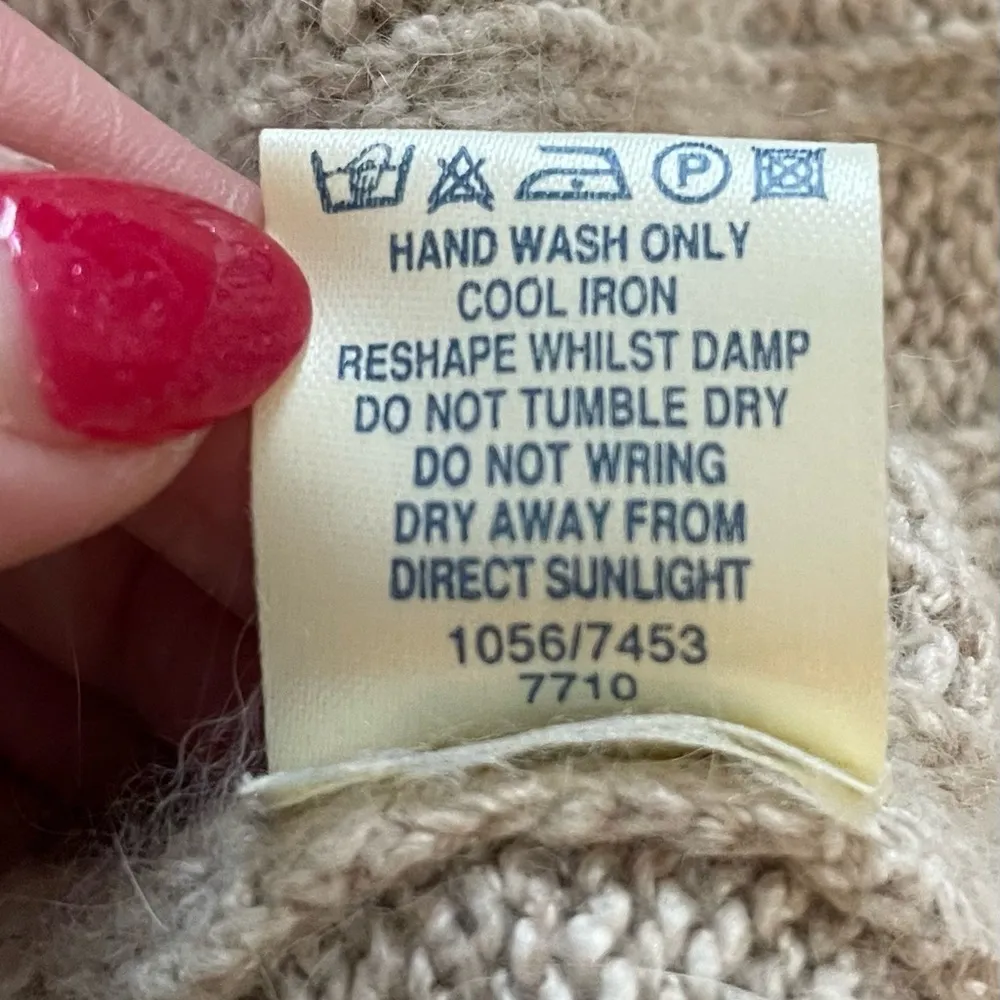 P
HAND WASH ONLY
COOL IRON
RESHAPE WHILST DAMP
DO NOT TUMBLE DRY
DO NOT WRING
DRY AWAY FROM
DIRECT SUNLIGHT
1056/7453
7710